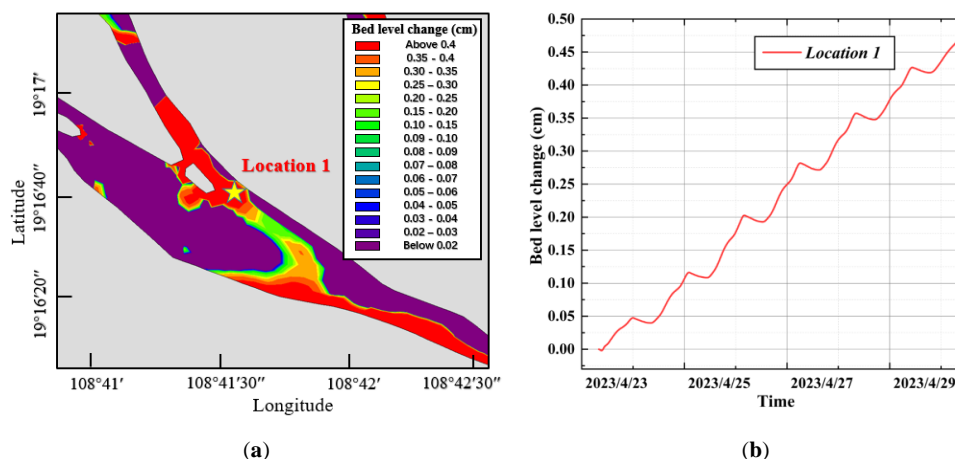 Bed level change (cm)
Above 0.4
0.35 - 0.4
0.30 - 0.35
0.25 - 0.30
0.20 - 0.25
0.15 - 0.20
0.10 - 0.15
0.09 - 0.10
0.08 - 0.09
0.07 - 0.08
0.06 - 0.07
0.05 - 0.06
0.04 - 0.05
0.03 - 0.04
0.02 - 0.03
Below 0.02
Location 1
Latitude
19°17′
19°16′40″
19°16′20″
108°41′
108°41′30″
108°42′
108°42′30″
Longitude
(a)
Bed level change (cm)
0.50
0.45
0.40
0.35
0.30
0.25
0.20
0.15
0.10
0.05
0.00
Location 1
2023/4/23
2023/4/25
2023/4/27
2023/4/29
Time
(b)